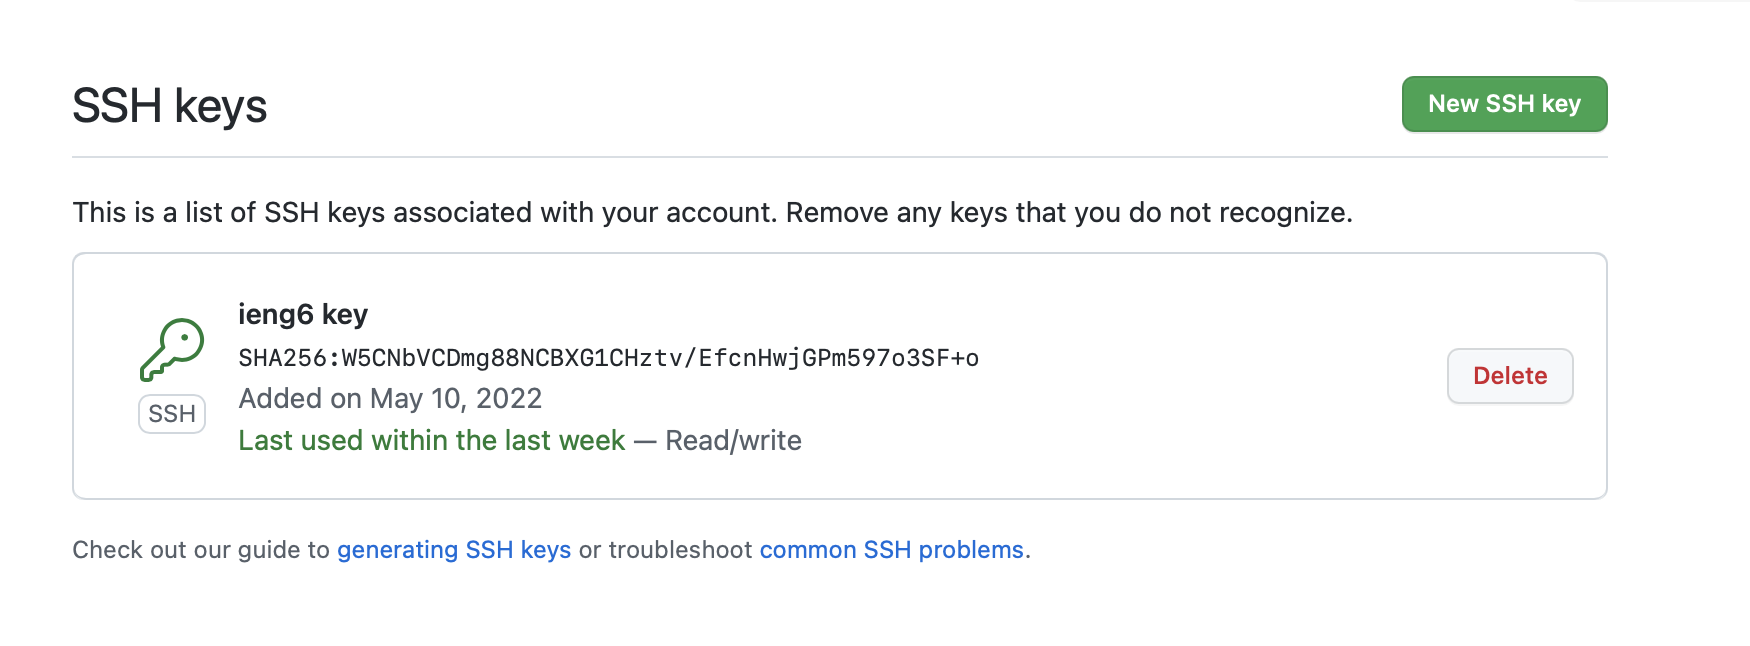 SSH keys
New SSH key
This is a list of SSH keys associated with your account. Remove any keys that you do not recognize.
ieng6 key
SHA256:W5CNbVCDmg88NCBXG1CHztv/EfcnHwjGPm597o3SF+o
Added on May 10, 2022
Last used within the last week — Read/write
SSH
Delete
Check out our guide to generating SSH keys or troubleshoot common SSH problems.